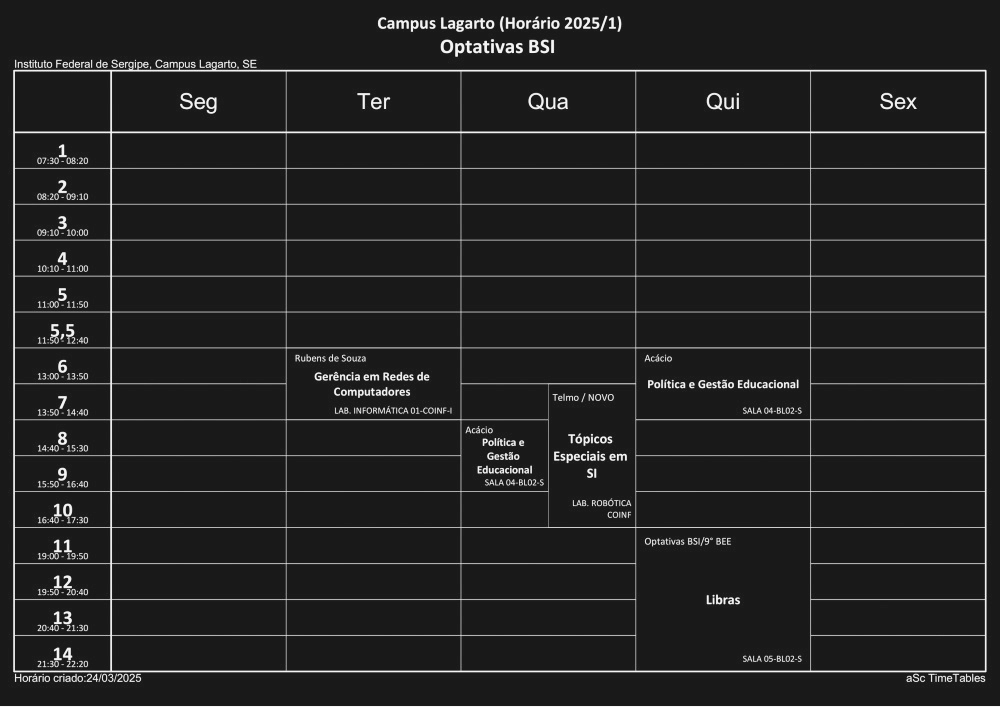 Campus Lagarto (Horário 2025/1)
Optativas BSI
Instituto Federal de Sergipe, Campus Lagarto, SE
Seg
Ter
Qua
Qui
Sex
1
07:30 - 08:20
2
08:20 - 09:10
3
09:10 - 10:00
4
10:10 - 11:00
5
11:00 - 11:50
5,5
11:50 - 12:40
6
13:00 - 13:50
7
13:50 - 14:40
8
14:40 - 15:30
9
15:50 - 16:40
10
16:40 - 17:30
11
19:00 - 19:50
12
19:50 - 20:40
13
20:40 - 21:30
14
21:30 - 22:20
Rubens de Souza
Gerência em Redes de
Computadores
LAB. INFORMÁTICA 01-COINF-I
Acácio
Política e
Gestão
Educacional
SALA 04-BL02-S
Telmo / NOVO
Tópicos
Especiais em
SI
LAB. ROBÓTICA
COINF
Acácio
Política e Gestão Educacional
SALA 04-BL02-S
Optativas BSI/9° BEE
Libras
SALA 05-BL02-S
Horário criado:24/03/2025
aSc TimeTables